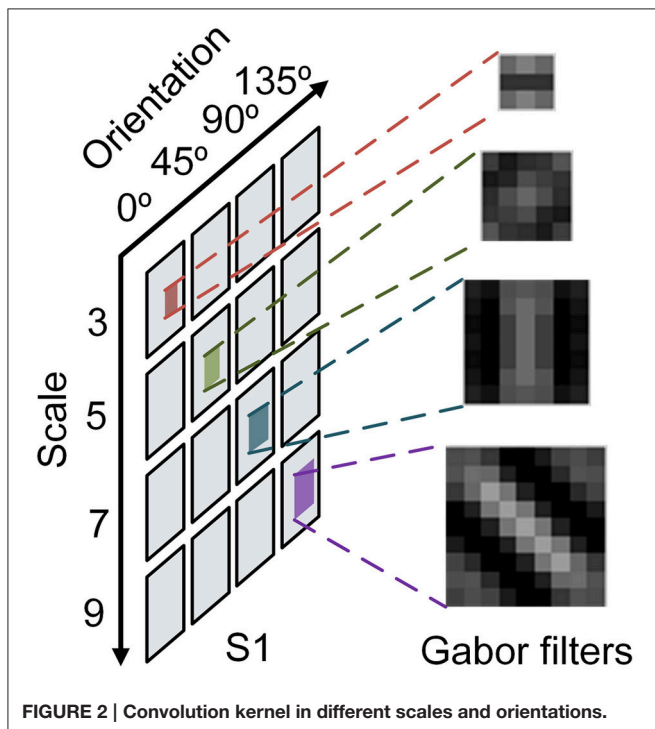 Orientation
0º
45º
90º
135º
Scale
3
5
7
9
S1
Gabor filters
FIGURE 2 | Convolution kernel in different scales and orientations.